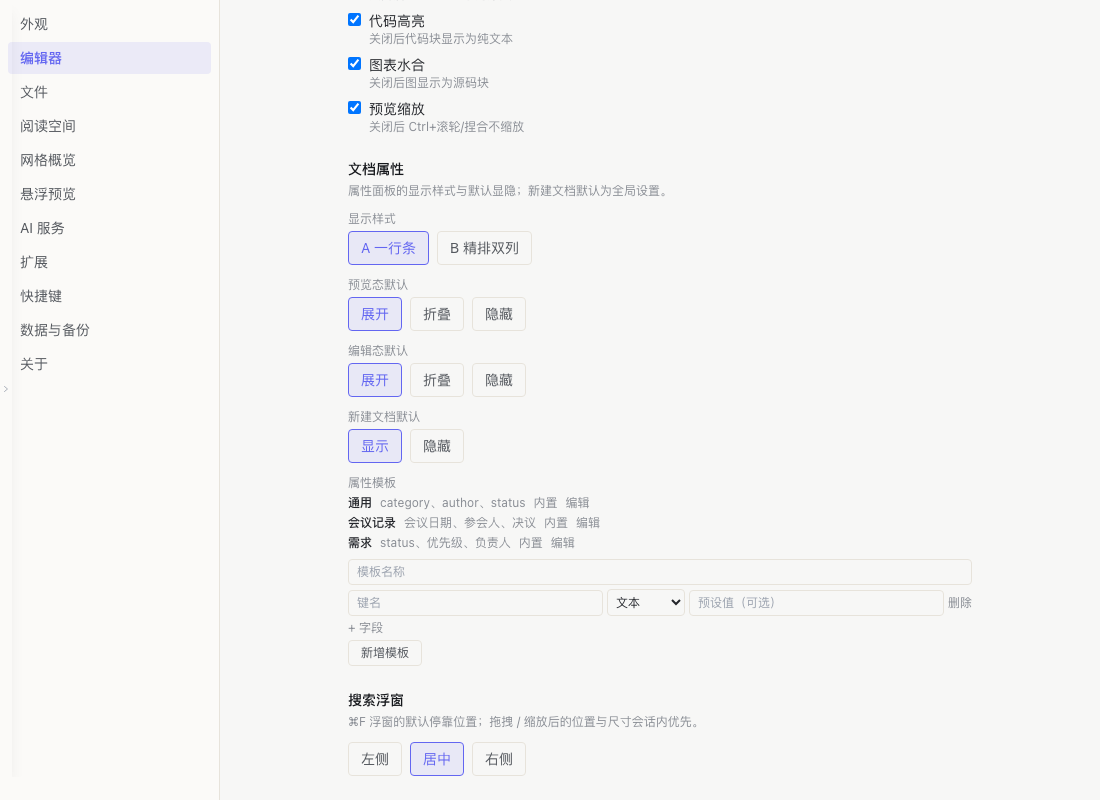 外观
编辑器
文件
阅读空间
网格概览
悬浮预览
AI 服务
扩展
快捷键
数据与备份
关于
代码高亮
关闭后代码块显示为纯文本
图表水合
关闭后图显示为源码块
预览缩放
关闭后 Ctrl+滚轮/捏合不缩放
文档属性
属性面板的显示样式与默认显隐；新建文档默认为全局设置。
显示样式
A 一行条 B 精排双列
预览态默认
展开 折叠 隐藏
编辑态默认
展开 折叠 隐藏
新建文档默认
显示 隐藏
属性模板
通用 category、author、status 内置 编辑
会议记录 会议日期、参会人、决议 内置 编辑
需求 status、优先级、负责人 内置 编辑
模板名称
键名 文本 预设值（可选） 删除
+ 字段
新增模板
搜索浮窗
⌘F 浮窗的默认停靠位置；拖拽 / 缩放后的位置与尺寸会话内优先。
左侧 居中 右侧